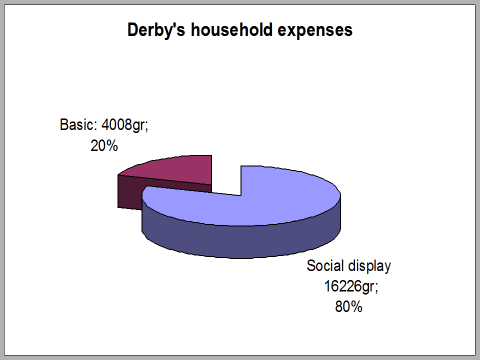 Derby's household expenses
Basic: 4008gr;
20%
Social display
16226gr;
80%